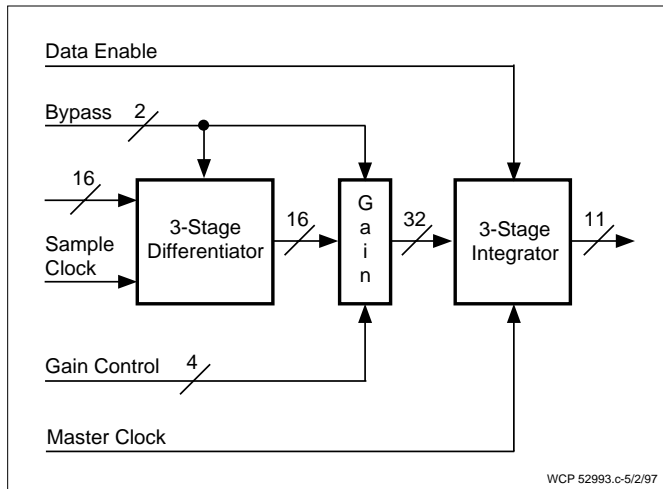 Data Enable
Bypass 2
16
3-Stage
Differentiator
16
G
a
i
n
32
3-Stage
Integrator
11
Sample
Clock
Gain Control 4
Master Clock
WCP 52993.c-5/2/97